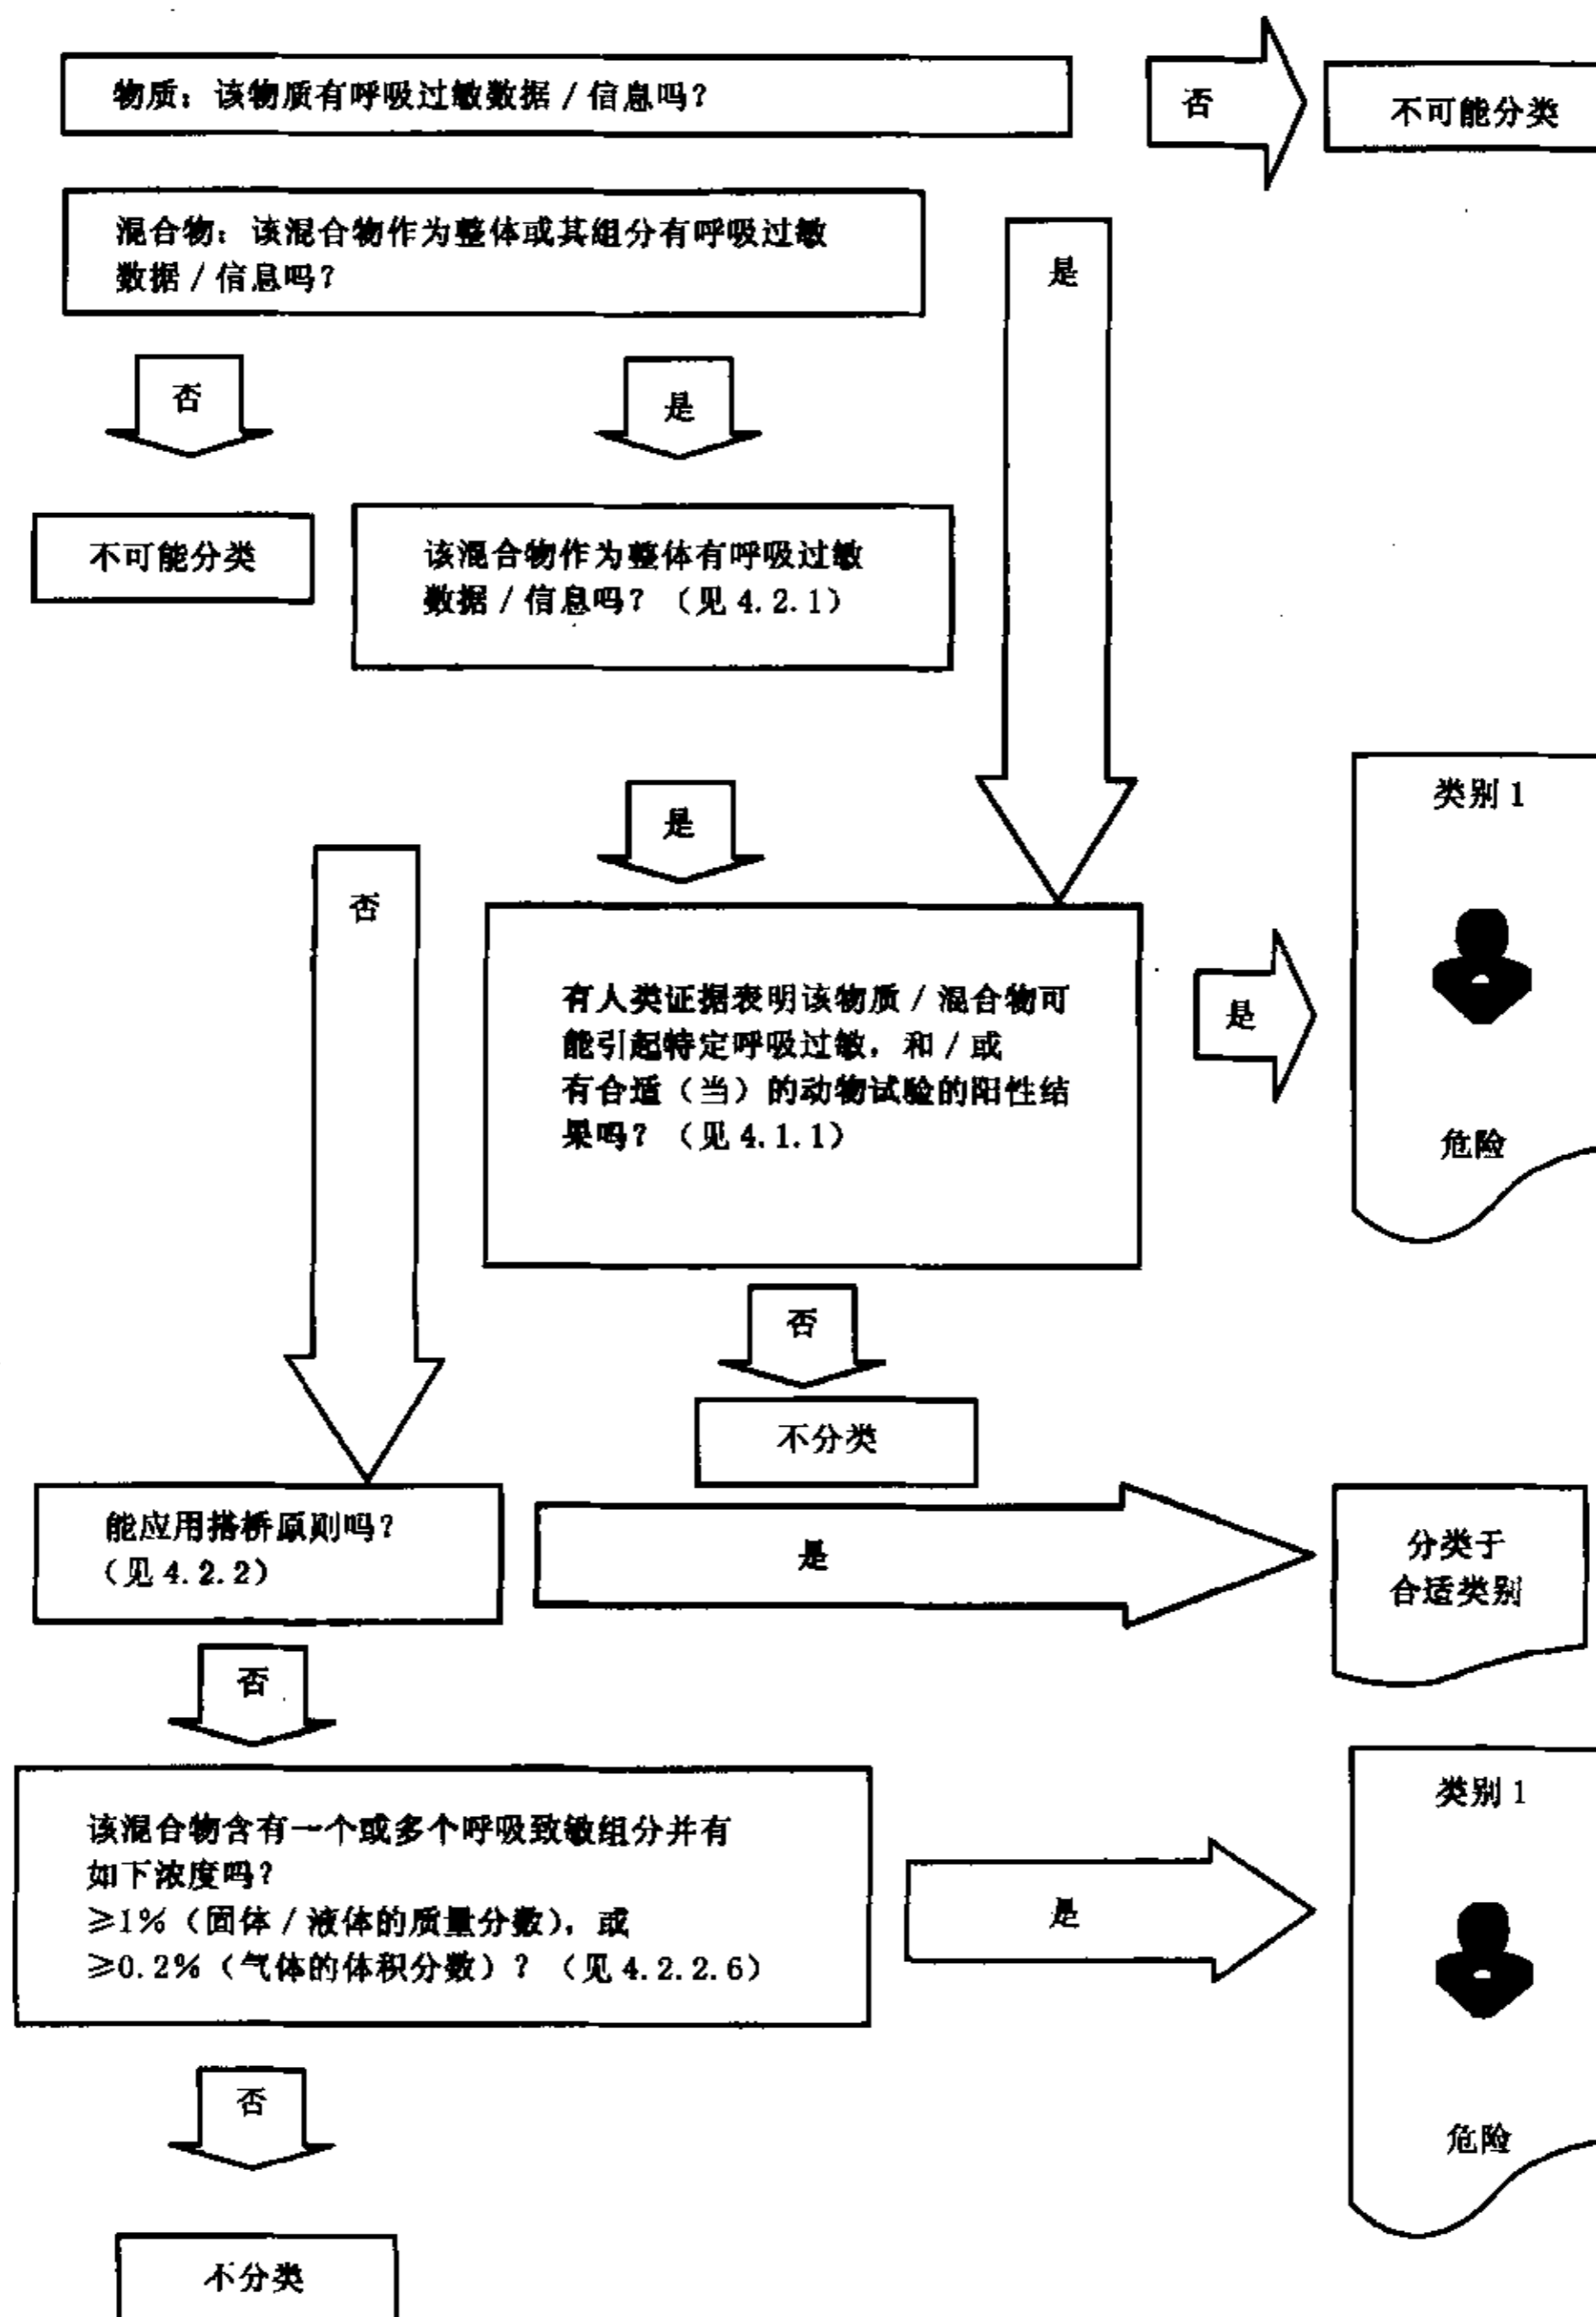 物质：该物质有呼吸过敏数据/信息吗？
否
不可能分类
混合物：该混合物作为整体或其组分有呼吸过敏
数据/信息吗？
是
否
是
不可能分类
该混合物作为整体有呼吸过敏
数据/信息吗？（见 4.2.1）
是
否
类别 1
有人类证据表明该物质/混合物可
能引起特定呼吸过敏，和/或
有合适（当）的动物试验的阳性结
果吗？（见 4.1.1）
是
危险
否
不分类
能应用搭桥原则吗？
（见 4.2.2）
是
分类于
合适类别
否
该混合物含有一个或多个呼吸致敏组分并有
如下浓度吗？
≥1%（固体/液体的质量分数），或
≥0.2%（气体的体积分数）？（见 4.2.2.6）
是
类别 1
危险
否
不分类